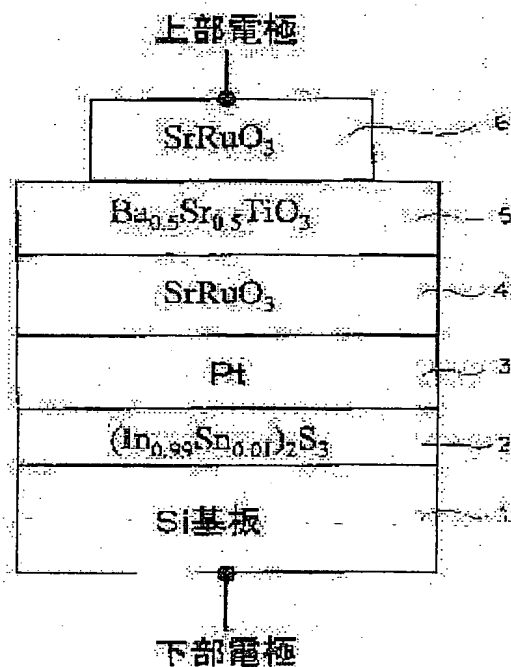 上部電極
SrRuO₃ 6
Ba₀.₅Sr₀.₅TiO₃ 5
SrRuO₃ 4
Pt 3
(In₀.₉₉Sn₀.₀₁)₂S₃ 2
Si基板 1
下部電極